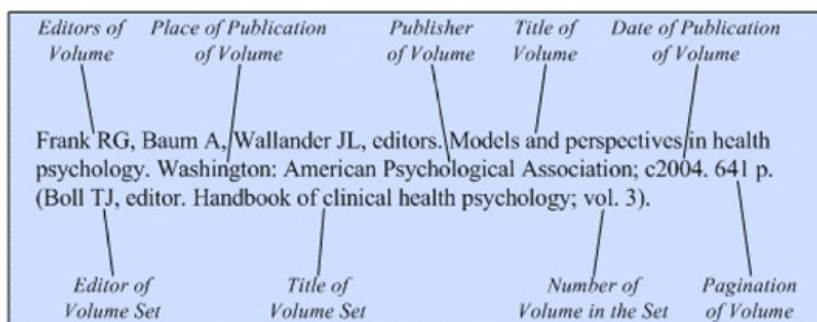 Editors of Volume
Place of Publication of Volume
Publisher of Volume
Title of Volume
Date of Publication of Volume
Frank RG, Baum A, Wallander JL, editors. Models and perspectives in health
psychology. Washington: American Psychological Association; c2004. 641 p.
(Boll TJ, editor. Handbook of clinical health psychology; vol. 3).
Editor of Volume Set
Title of Volume Set
Number of Volume in the Set
Pagination of Volume